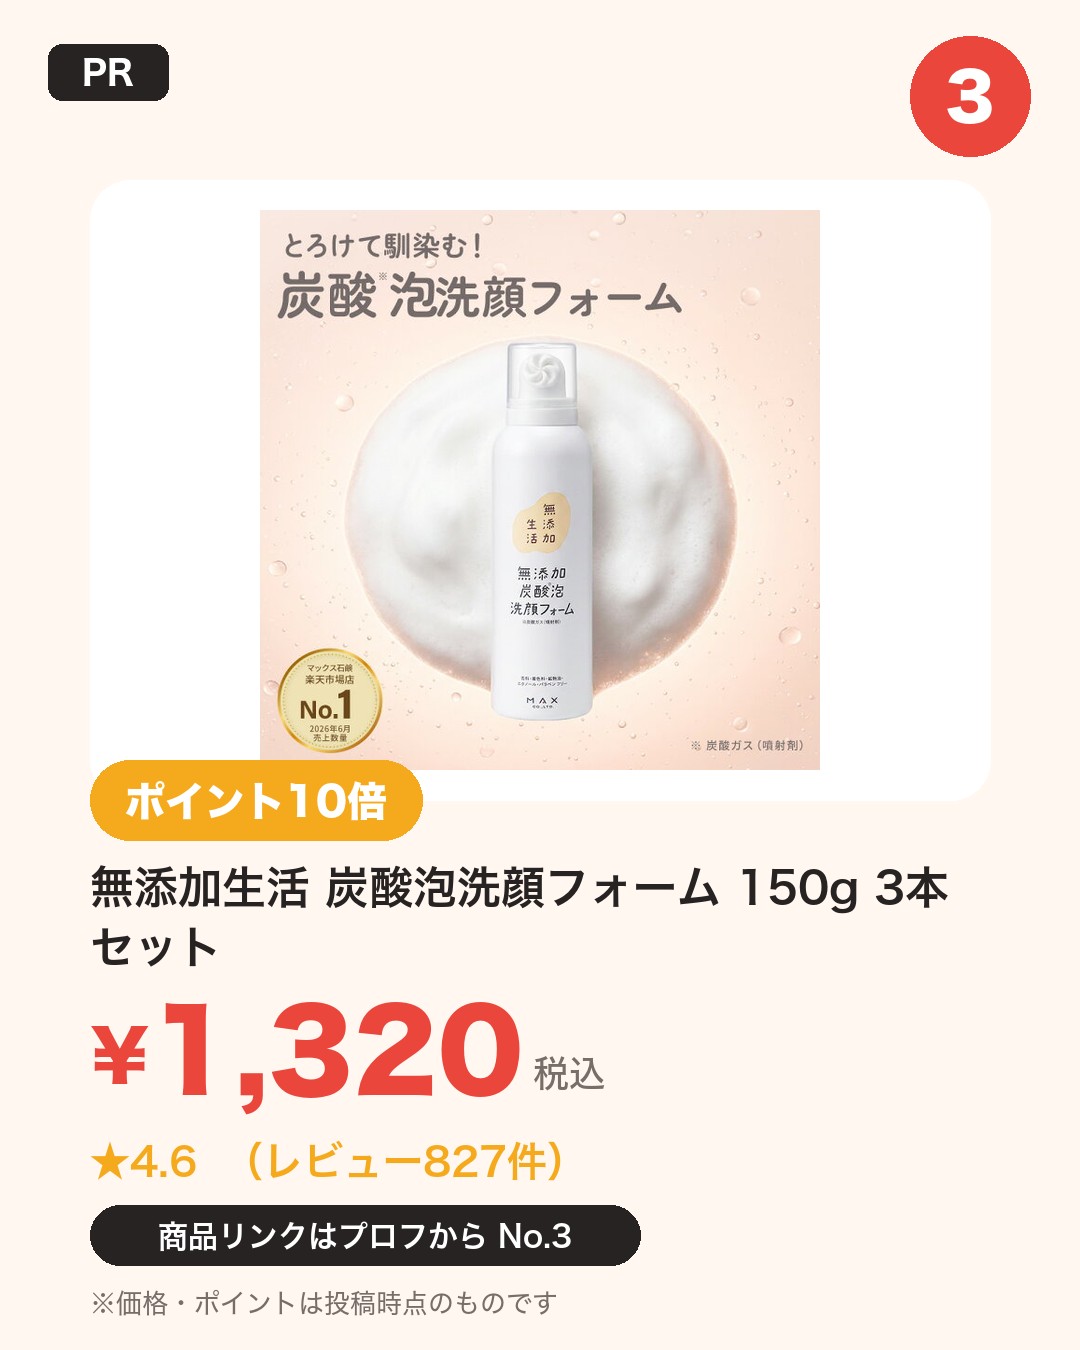 PR
3
とろけて馴染む!
炭酸※泡洗顔フォーム
無添加
生活
無添加
炭酸※泡
洗顔フォーム
※炭酸ガス(噴射剤)
MAX
マックス石鹸
楽天市場店
No.1
2026年6月
売上数量
※ 炭酸ガス(噴射剤)
ポイント10倍
無添加生活 炭酸泡洗顔フォーム 150g 3本
セット
¥1,320 税込
★4.6 (レビュー827件)
商品リンクはプロフから No.3
※価格・ポイントは投稿時点のものです